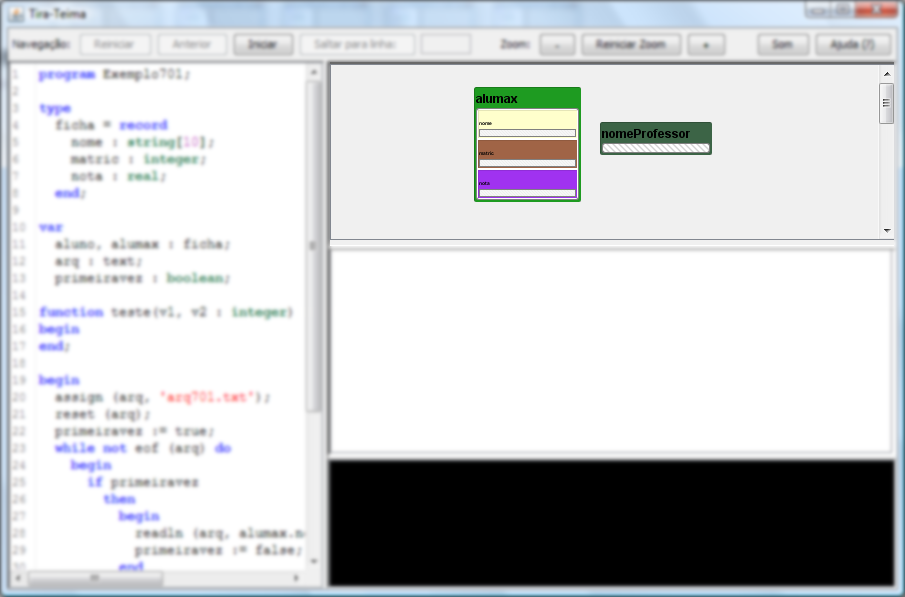 Tira-Teima
Navegação: Reiniciar Anterior Iniciar Saltar para linha: Zoom: - Reiniciar Zoom + Som Ajuda (?)
1 program Exemplo701;
2
3 type
4 ficha = record
5 nome : string[10];
6 matric : integer;
7 nota : real;
8 end;
9
10 var
11 aluno, alumax : ficha;
12 arq : text;
13 primeiravez : boolean;
14
15 function teste(v1, v2 : integer)
16 begin
17 end;
18
19 begin
20 assign (arq, 'arq701.txt');
21 reset (arq);
22 primeiravez := true;
23 while not eof (arq) do
24 begin
25 if primeiravez
26 then
27 begin
28 readln (arq, alumax.n
29 primeiravez := false;
30 end
alumax
nome
matric
nota
nomeProfessor